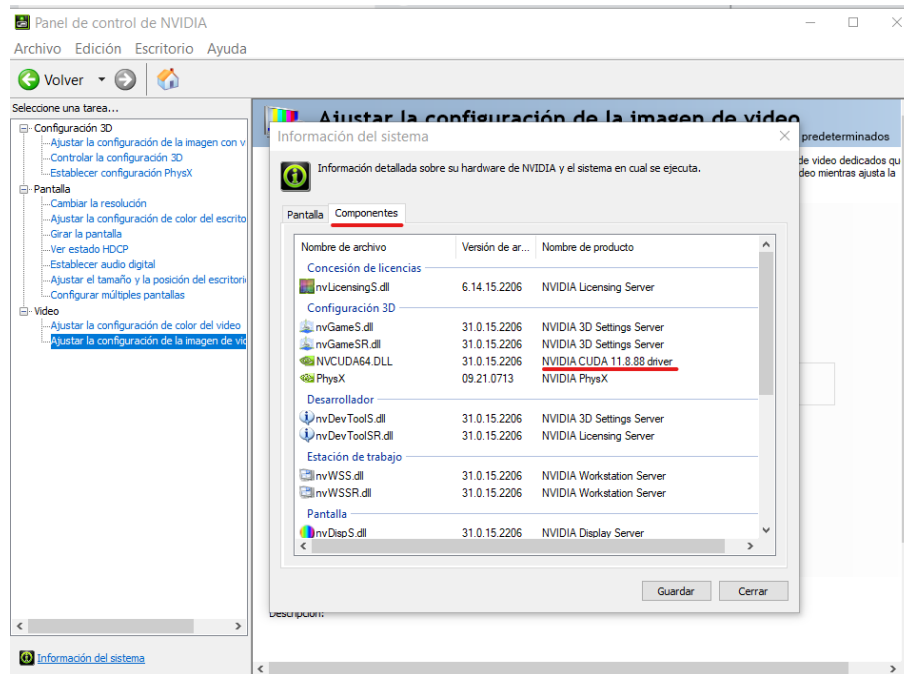 Panel de control de NVIDIA
Archivo Edición Escritorio Ayuda
Volver
Seleccione una tarea...
Configuración 3D
Ajustar la configuración de la imagen con v
Controlar la configuración 3D
Establecer configuración PhysX
Pantalla
Cambiar la resolución
Ajustar la configuración de color del escrito
Girar la pantalla
Ver estado HDCP
Establecer audio digital
Ajustar el tamaño y la posición del escritori
Configurar múltiples pantallas
Video
Ajustar la configuración de color del video
Ajustar la configuración de la imagen de vid
Información del sistema
Ajustar la configuración de la imagen de video
predeterminados
de video dedicados qu
deo mientras ajusta la
Información del sistema
Información detallada sobre su hardware de NVIDIA y el sistema en cual se ejecuta.
Pantalla Componentes
Nombre de archivo Versión de ar... Nombre de producto
Concesión de licencias
nvLicensingS.dll 6.14.15.2206 NVIDIA Licensing Server
Configuración 3D
nvGameS.dll 31.0.15.2206 NVIDIA 3D Settings Server
nvGameSR.dll 31.0.15.2206 NVIDIA 3D Settings Server
NVCUDA64.DLL 31.0.15.2206 NVIDIA CUDA 11.8.88 driver
PhysX 09.21.0713 NVIDIA PhysX
Desarrollador
nvDevToolS.dll 31.0.15.2206 NVIDIA 3D Settings Server
nvDevToolSR.dll 31.0.15.2206 NVIDIA Licensing Server
Estación de trabajo
nvWSS.dll 31.0.15.2206 NVIDIA Workstation Server
nvWSSR.dll 31.0.15.2206 NVIDIA Workstation Server
Pantalla
nvDispS.dll 31.0.15.2206 NVIDIA Display Server
Guardar Cerrar
Descripción: